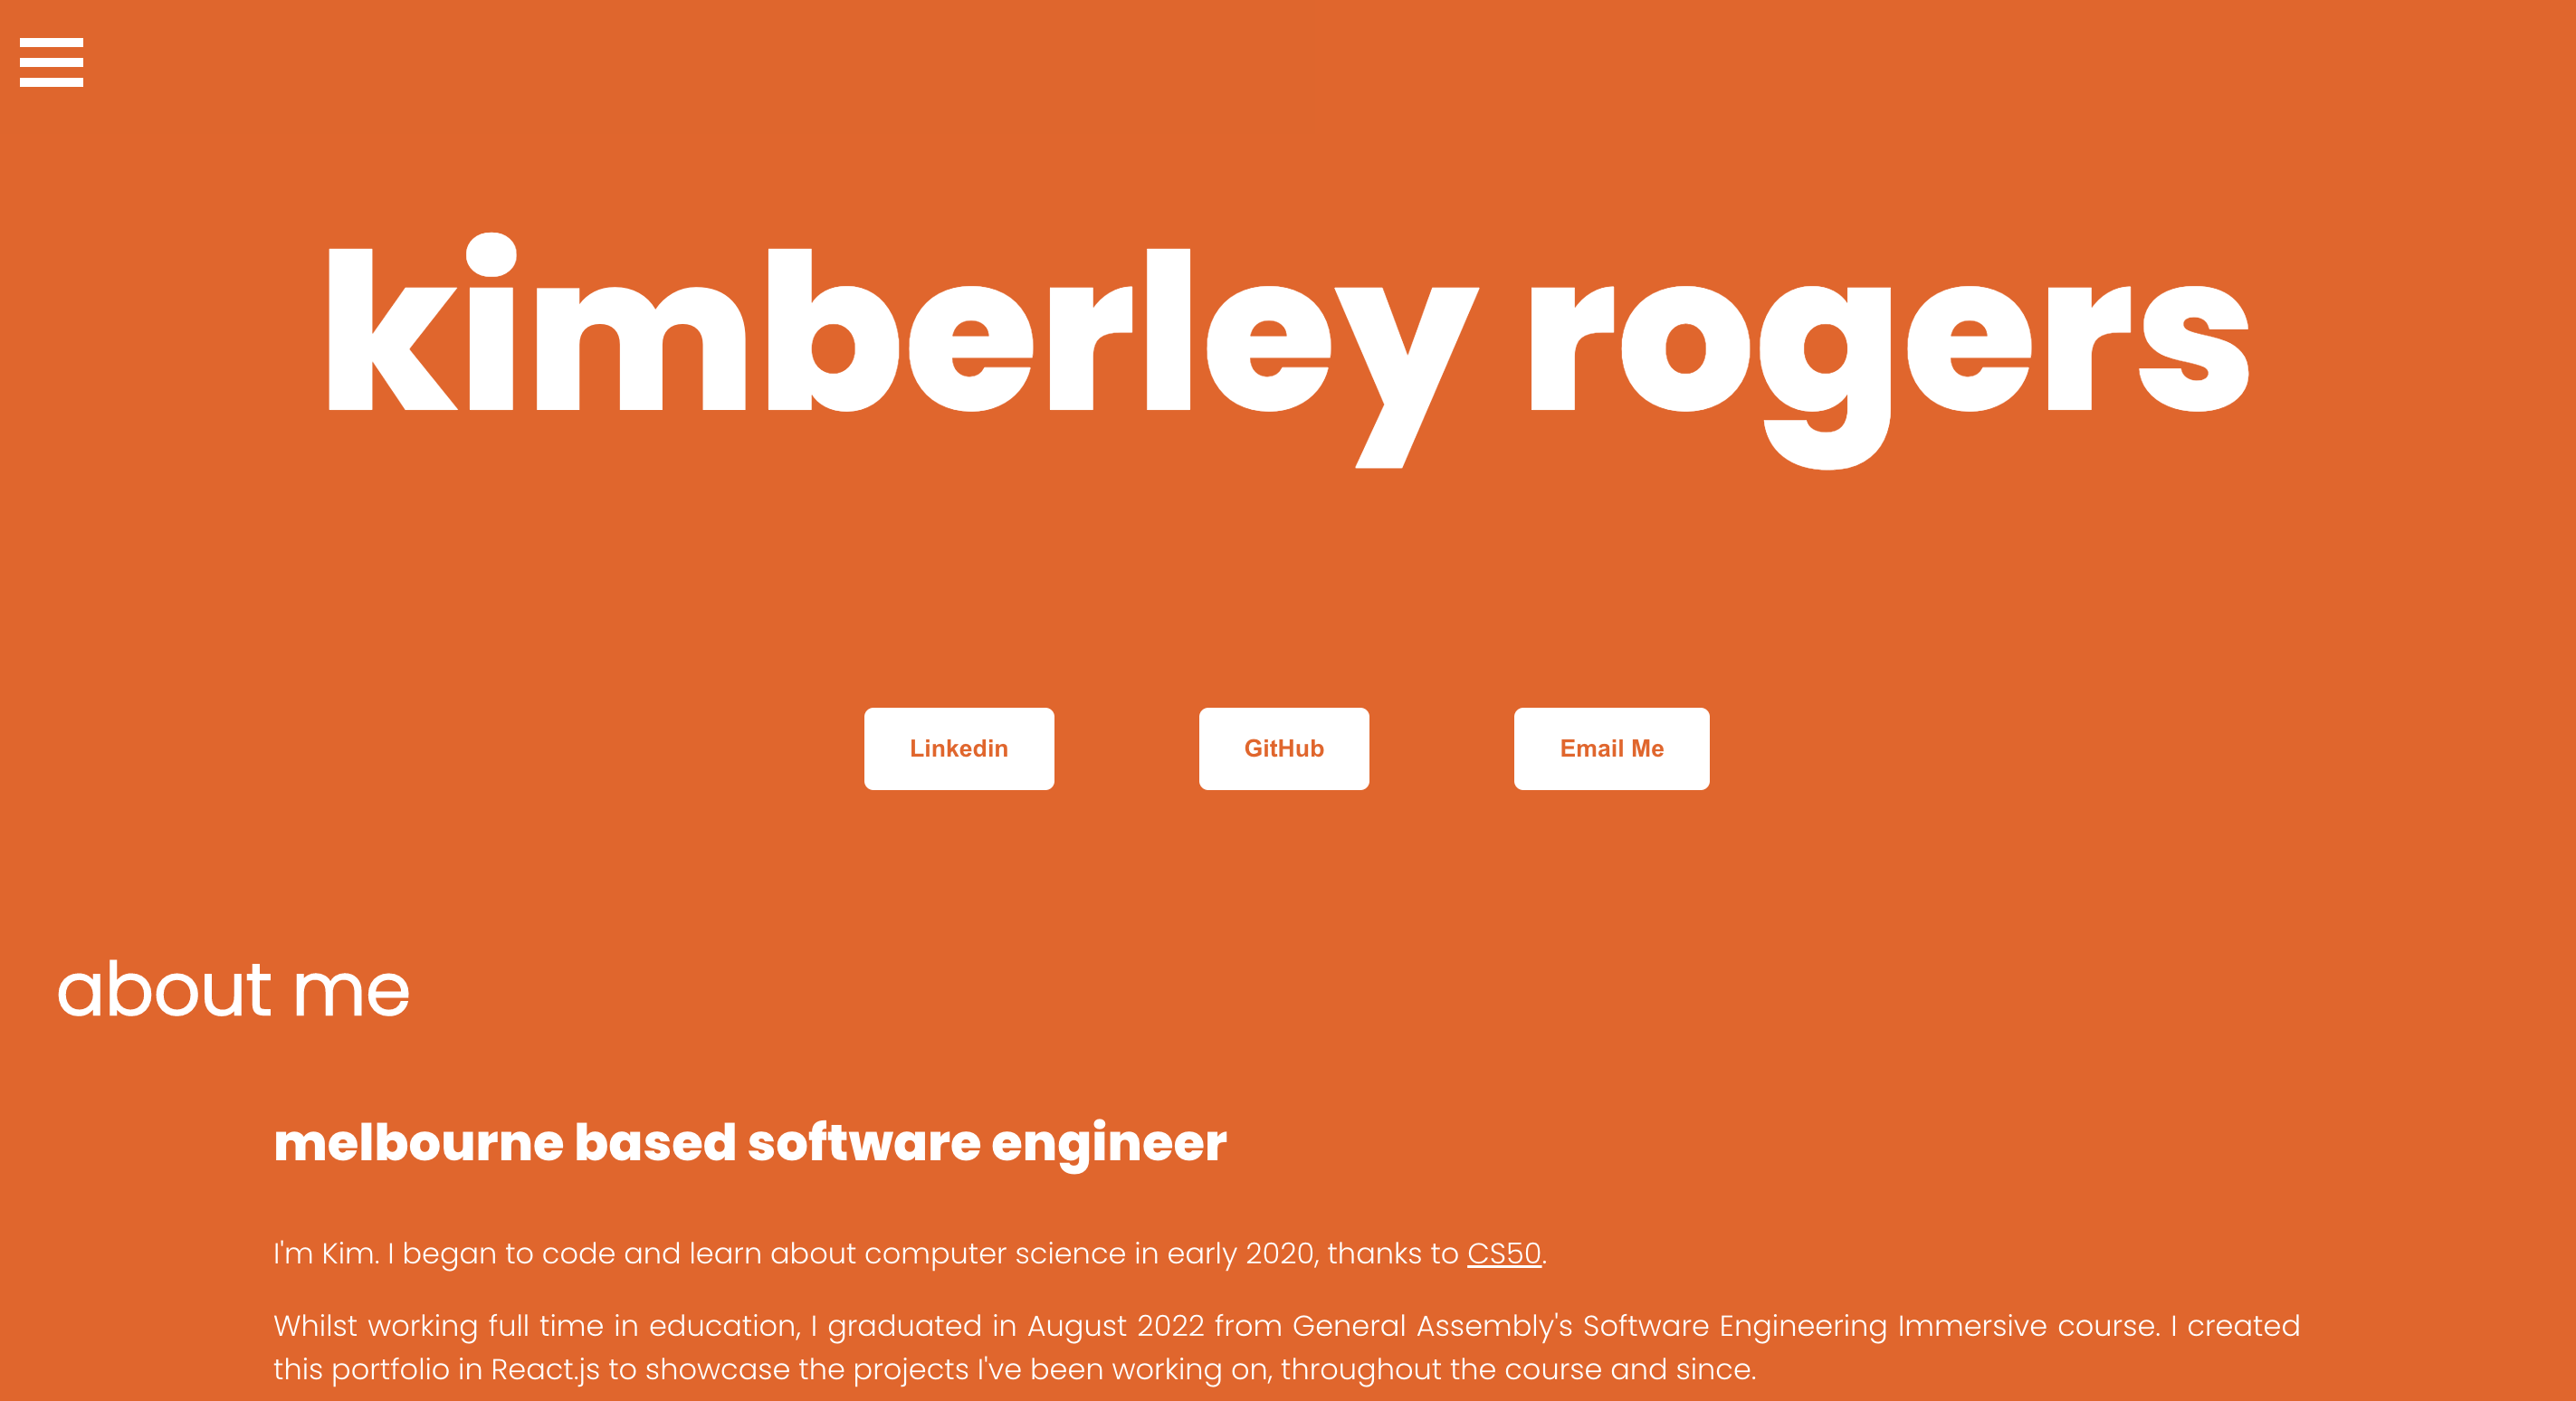 kimberley rogers
Linkedin
GitHub
Email Me
about me
melbourne based software engineer
I'm Kim. I began to code and learn about computer science in early 2020, thanks to CS50.
Whilst working full time in education, I graduated in August 2022 from General Assembly's Software Engineering Immersive course. I created
this portfolio in React.js to showcase the projects I've been working on, throughout the course and since.